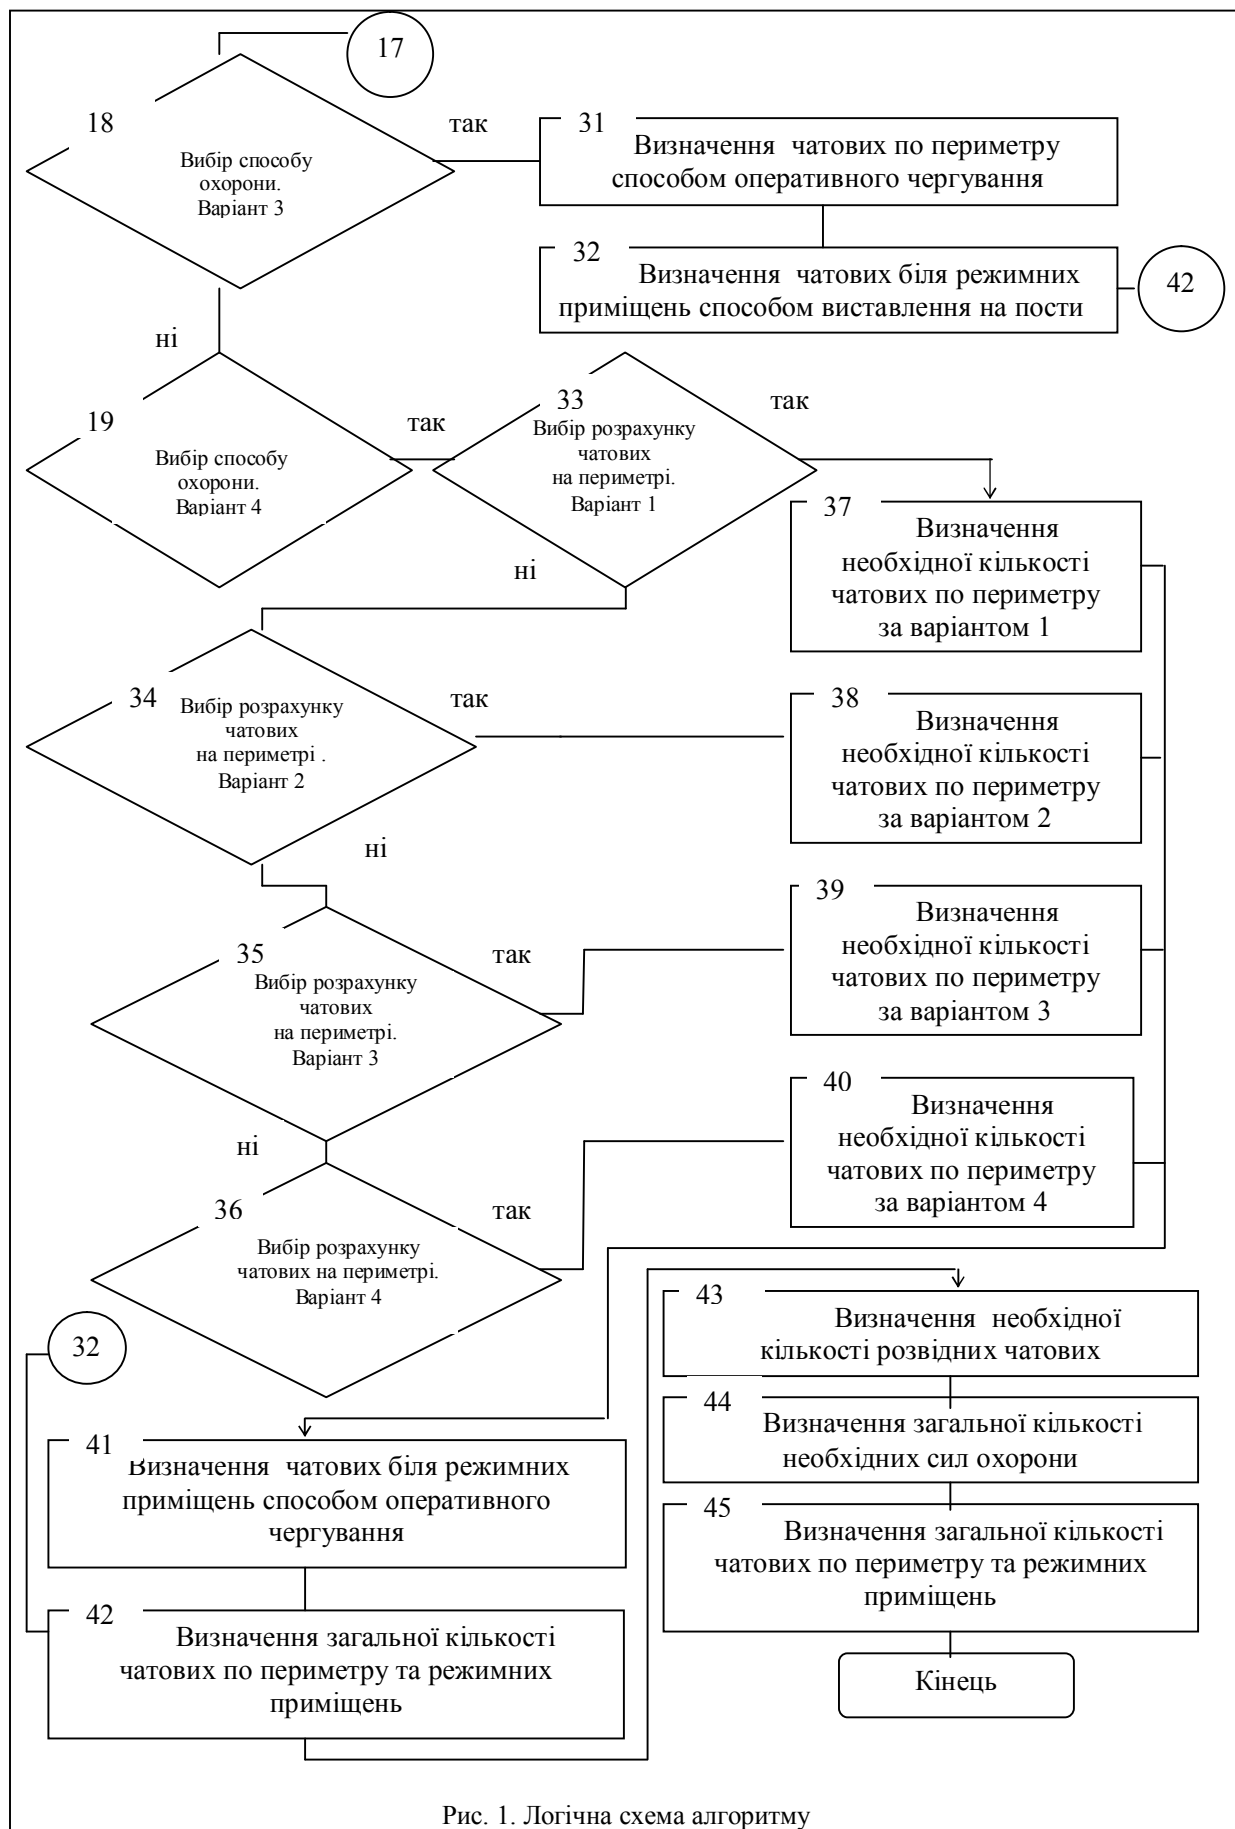 17
18
Вибір способу
охорони.
Варіант 3
так
31
Визначення чатових по периметру
способом оперативного чергування
32
Визначення чатових біля режимних
приміщень способом виставлення на пости
42
ні
19
Вибір способу
охорони.
Варіант 4
так
33
Вибір розрахунку
чатових
на периметрі.
Варіант 1
так
ні
37
Визначення
необхідної кількості
чатових по периметру
за варіантом 1
34
Вибір розрахунку
чатових
на периметрі .
Варіант 2
так
38
Визначення
необхідної кількості
чатових по периметру
за варіантом 2
ні
35
Вибір розрахунку
чатових
на периметрі.
Варіант 3
так
39
Визначення
необхідної кількості
чатових по периметру
за варіантом 3
ні
36
Вибір розрахунку
чатових на периметрі.
Варіант 4
так
40
Визначення
необхідної кількості
чатових по периметру
за варіантом 4
32
41
Визначення чатових біля режимних
приміщень способом оперативного
чергування
42
Визначення загальної кількості
чатових по периметру та режимних
приміщень
43
Визначення необхідної
кількості розвідних чатових
44
Визначення загальної кількості
необхідних сил охорони
45
Визначення загальної кількості
чатових по периметру та режимних
приміщень
Кінець
Рис. 1. Логічна схема алгоритму